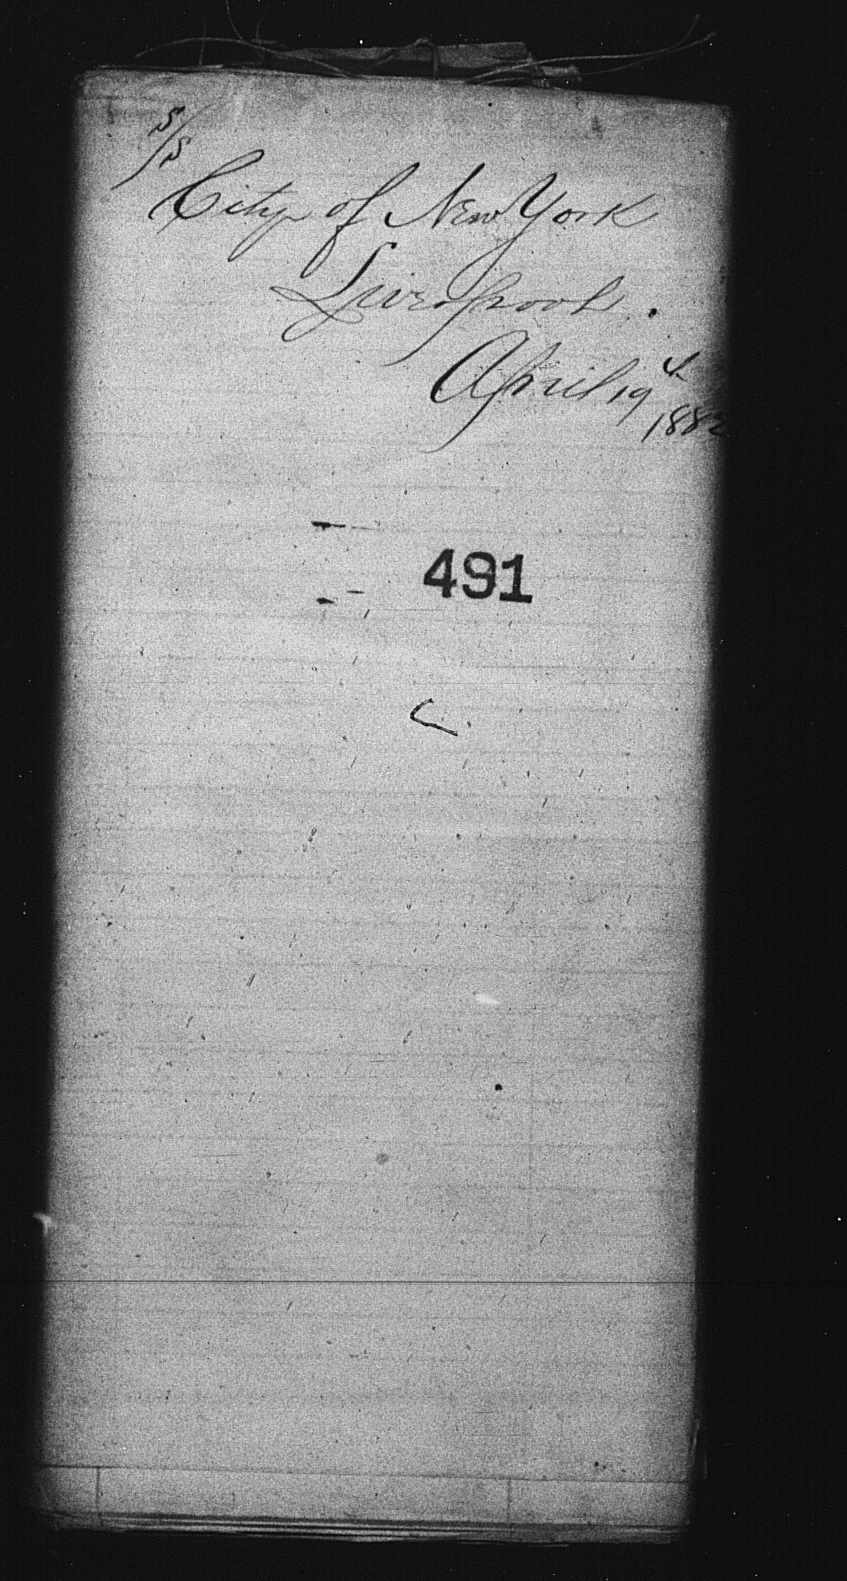 S/S
City of New York
Liverpool.
April 19th
1882
491